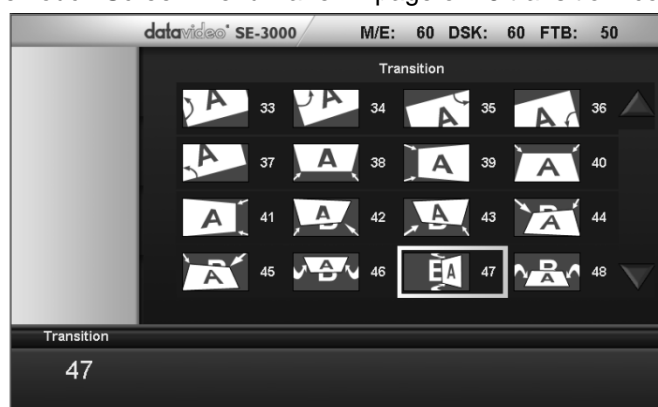 datavideo SE-3000 M/E: 60 DSK: 60 FTB: 50
Transition
A 33 A 34 A 35 A 36
A 37 A 38 A 39 A 40
A 41 A B 42 A B 43 B A 44
B A 45 A B 46 E A 47 B A 48
Transition
47